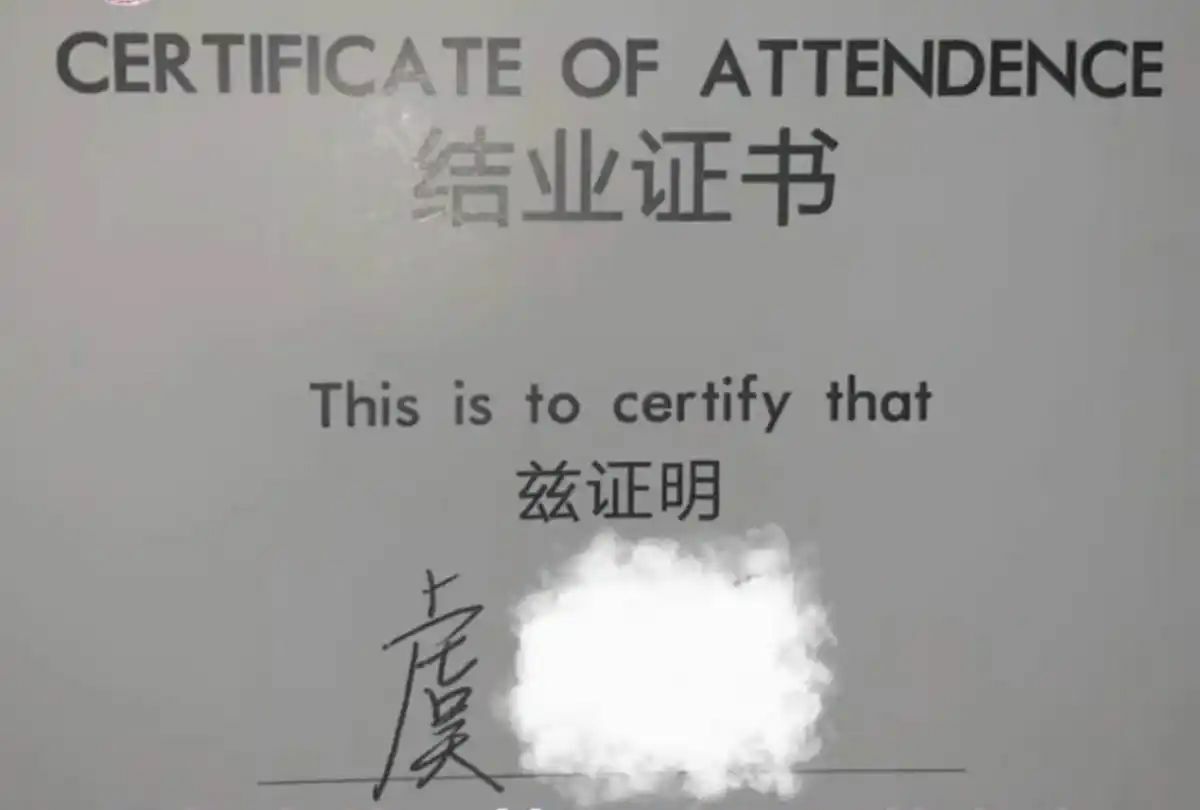 CERTIFICATE OF ATTENDENCE
结业证书
This is to certify that
兹证明
虞